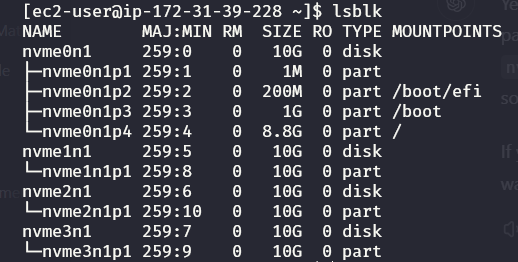 [ec2-user@ip-172-31-39-228 ~]$ lsblk
NAME        MAJ:MIN RM  SIZE RO TYPE MOUNTPOINTS
nvme0n1     259:0    0   10G  0 disk
├─nvme0n1p1 259:1    0    1M  0 part
├─nvme0n1p2 259:2    0  200M  0 part /boot/efi
├─nvme0n1p3 259:3    0    1G  0 part /boot
└─nvme0n1p4 259:4    0  8.8G  0 part /
nvme1n1     259:5    0   10G  0 disk
└─nvme1n1p1 259:8    0   10G  0 part
nvme2n1     259:6    0   10G  0 disk
└─nvme2n1p1 259:10   0   10G  0 part
nvme3n1     259:7    0   10G  0 disk
└─nvme3n1p1 259:9    0   10G  0 part